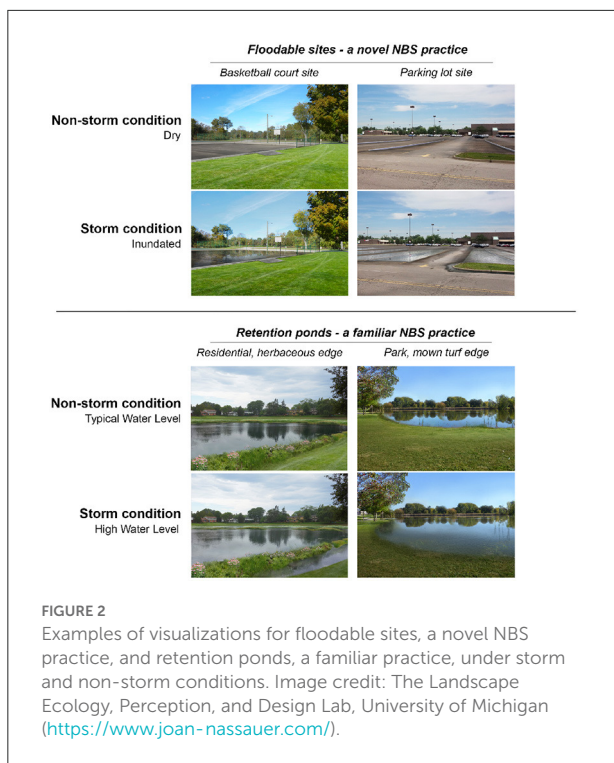 Floodable sites - a novel NBS practice
Basketball court site
Parking lot site
Non-storm condition
Dry
Storm condition
Inundated
Retention ponds - a familiar NBS practice
Residential, herbaceous edge
Park, mown turf edge
Non-storm condition
Typical Water Level
Storm condition
High Water Level
FIGURE 2
Examples of visualizations for floodable sites, a novel NBS
practice, and retention ponds, a familiar practice, under storm
and non-storm conditions. Image credit: The Landscape
Ecology, Perception, and Design Lab, University of Michigan
(https://www.joan-nassauer.com/).